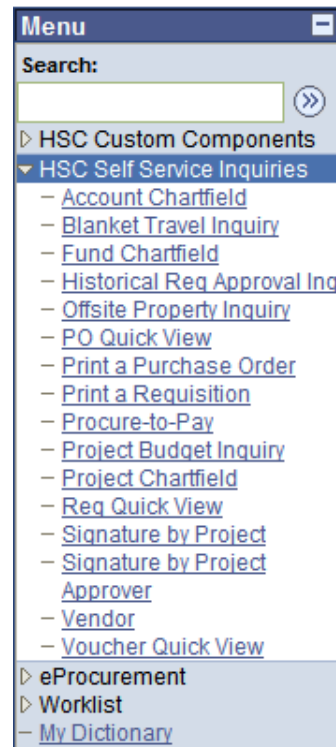 Menu
Search:
HSC Custom Components
HSC Self Service Inquiries
Account Chartfield
Blanket Travel Inquiry
Fund Chartfield
Historical Req Approval Inq
Offsite Property Inquiry
PO Quick View
Print a Purchase Order
Print a Requisition
Procure-to-Pay
Project Budget Inquiry
Project Chartfield
Req Quick View
Signature by Project
Signature by Project
Approver
Vendor
Voucher Quick View
eProcurement
Worklist
My Dictionary